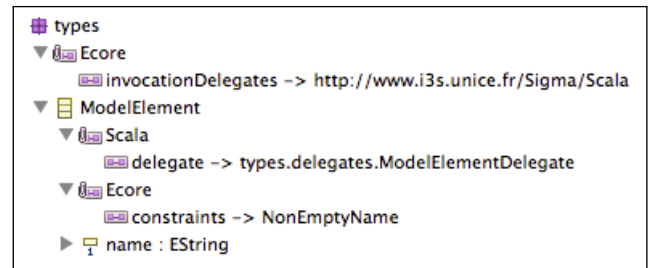 types
Ecore
invocationDelegates -> http://www.i3s.unice.fr/Sigma/Scala
ModelElement
Scala
delegate -> types.delegates.ModelElementDelegate
Ecore
constraints -> NonEmptyName
1 name : EString